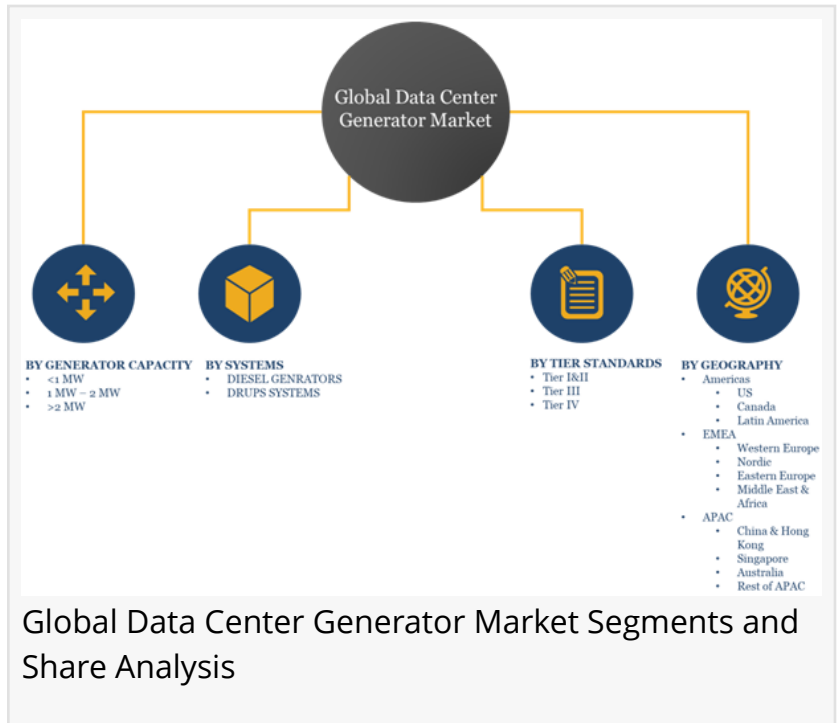 Global Data Center
Generator Market
BY GENERATOR CAPACITY
• <1 MW
• 1 MW – 2 MW
• >2 MW
BY SYSTEMS
• DIESEL GENRATORS
• DRUPS SYSTEMS
BY TIER STANDARDS
• Tier I&II
• Tier III
• Tier IV
BY GEOGRAPHY
• Americas
• US
• Canada
• Latin America
• EMEA
• Western Europe
• Nordic
• Eastern Europe
• Middle East &
Africa
• APAC
• China & Hong
Kong
• Singapore
• Australia
• Rest of APAC
Global Data Center Generator Market Segments and
Share Analysis